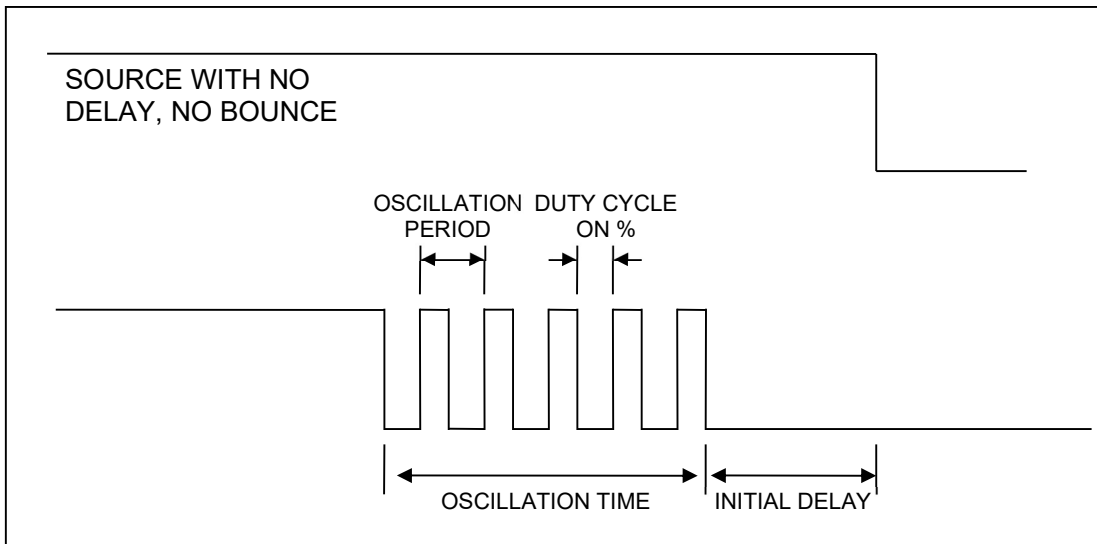 SOURCE WITH NO
DELAY, NO BOUNCE
OSCILLATION
PERIOD
DUTY CYCLE
ON %
OSCILLATION TIME
INITIAL DELAY